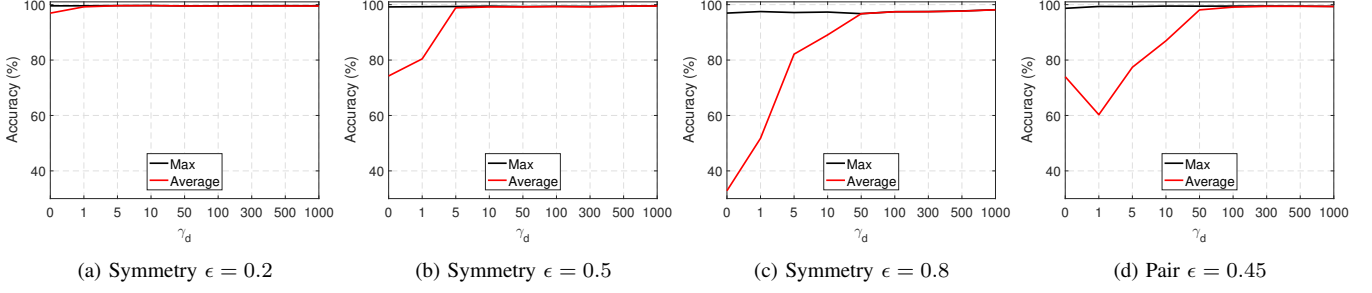 100
80
60
40
Accuracy (%)
Max
Average
0 1 5 10 50 100 300 500 1000
γd
(a) Symmetry ϵ = 0.2
100
80
60
40
Accuracy (%)
Max
Average
0 1 5 10 50 100 300 500 1000
γd
(b) Symmetry ϵ = 0.5
100
80
60
40
Accuracy (%)
Max
Average
0 1 5 10 50 100 300 500 1000
γd
(c) Symmetry ϵ = 0.8
100
80
60
40
Accuracy (%)
Max
Average
0 1 5 10 50 100 300 500 1000
γd
(d) Pair ϵ = 0.45